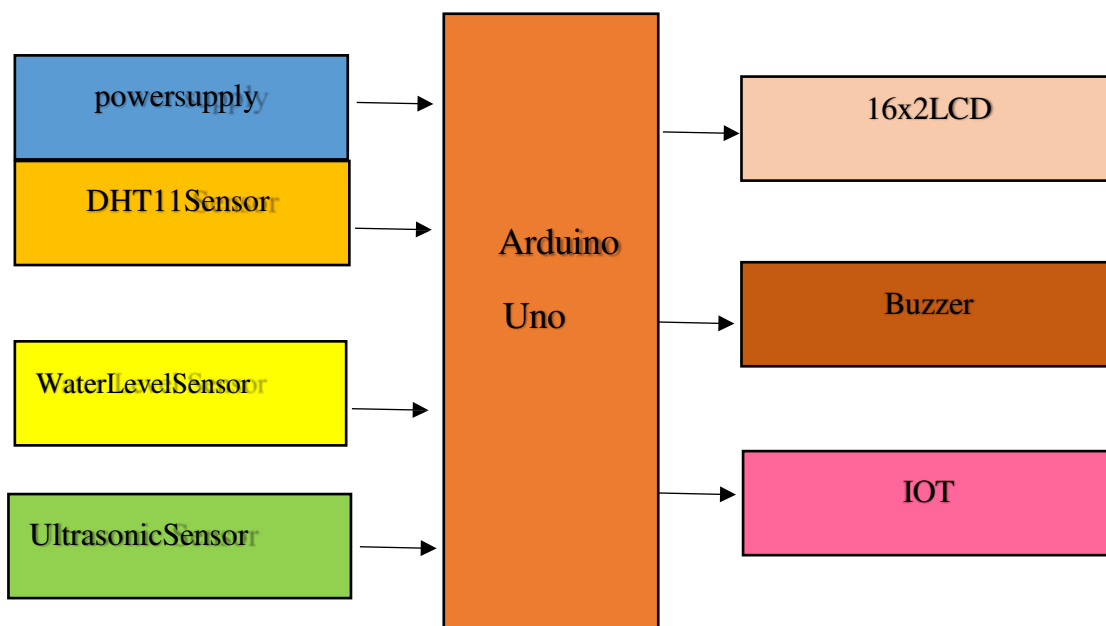 powersupply
DHT11Sensor
WaterLevelSensor
UltrasonicSensor
Arduino
Uno
16x2LCD
Buzzer
IOT